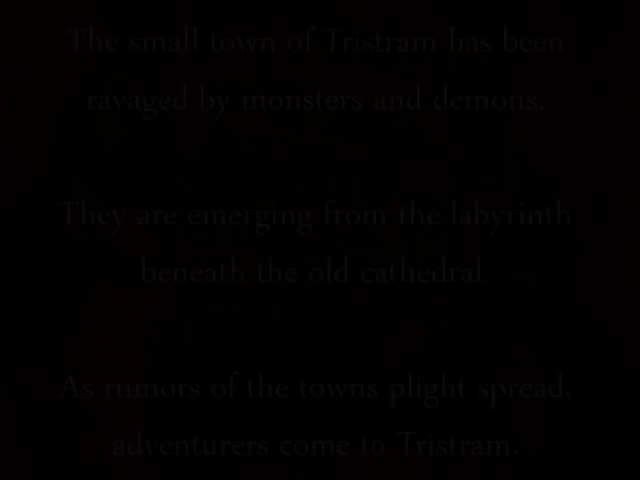 The small town of Tristram has been
ravaged by monsters and demons.
They are emerging from the labyrinth
beneath the old cathedral.
As rumors of the towns plight spread,
adventurers come to Tristram.